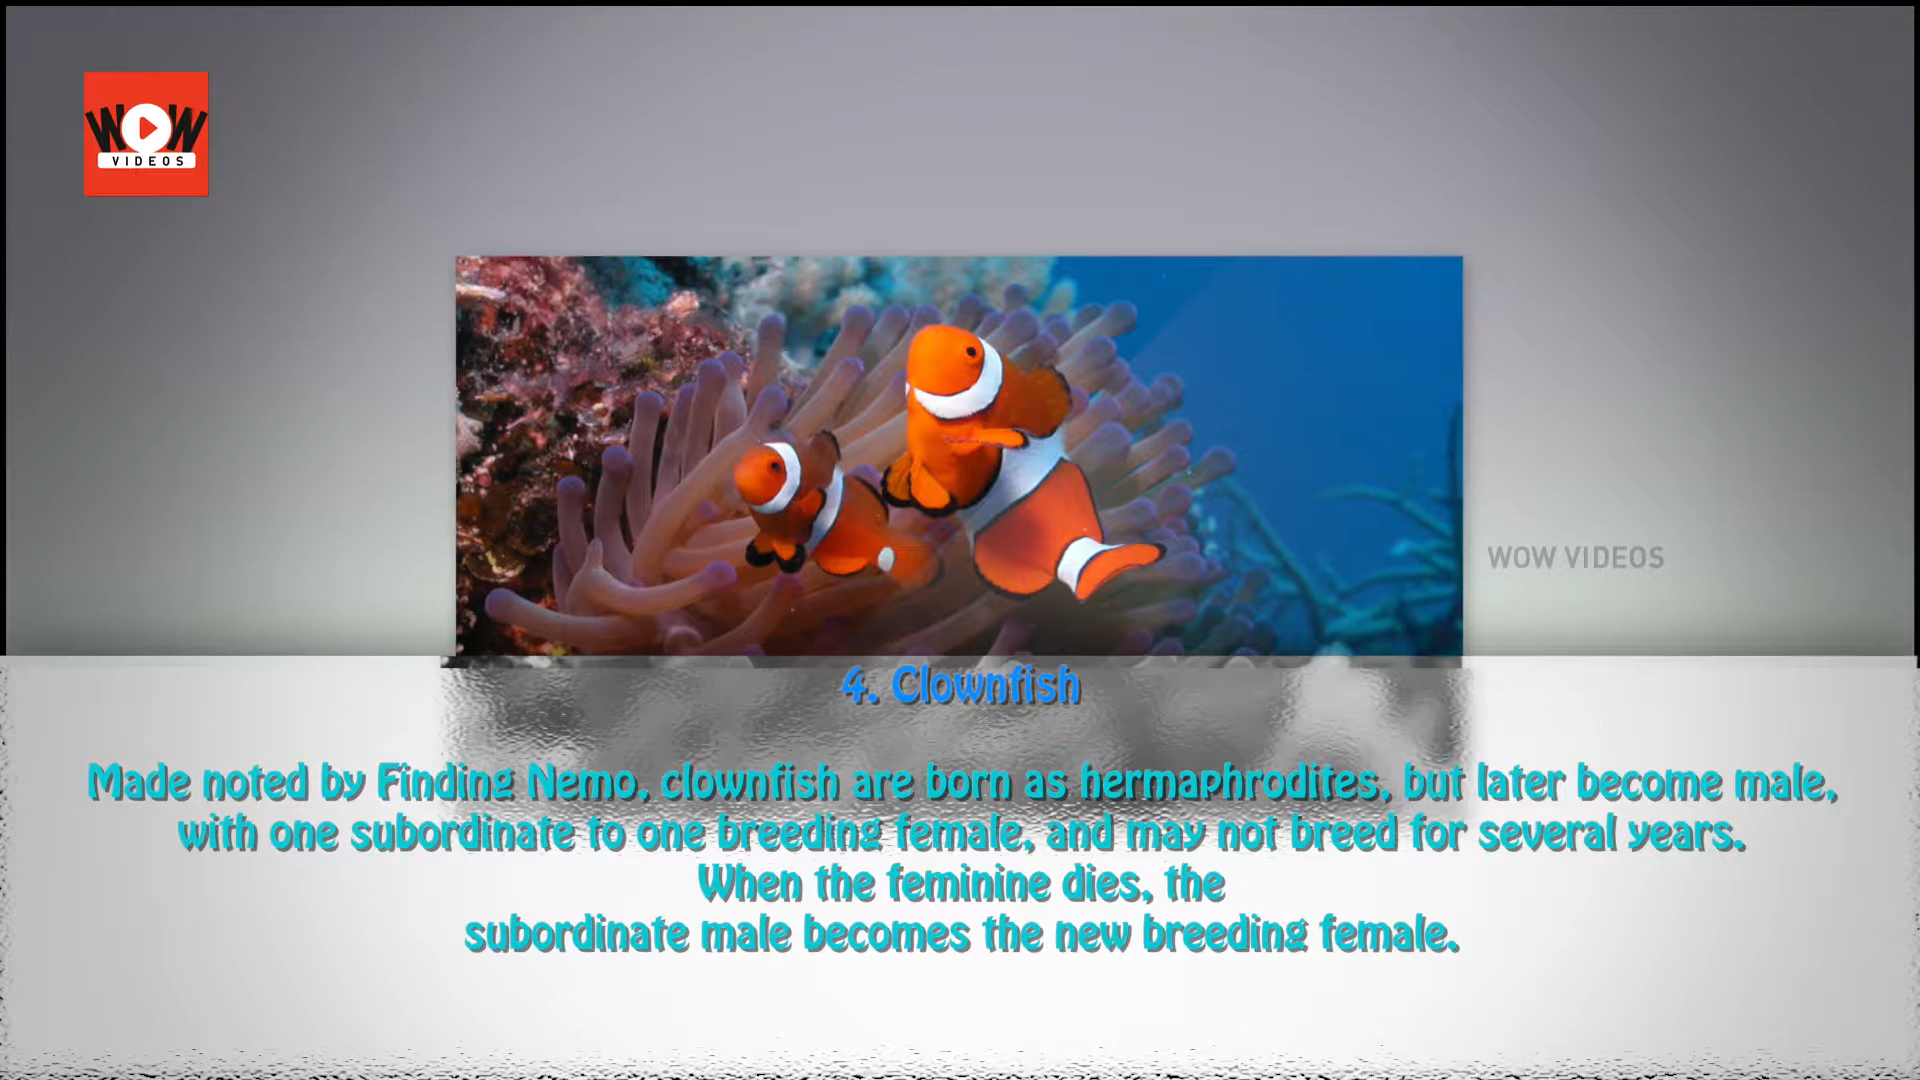 WOW
VIDEOS
WOW VIDEOS
4. Clownfish
Made noted by Finding Nemo, clownfish are born as hermaphrodites, but later become male,
with one subordinate to one breeding female, and may not breed for several years.
When the feminine dies, the
subordinate male becomes the new breeding female.